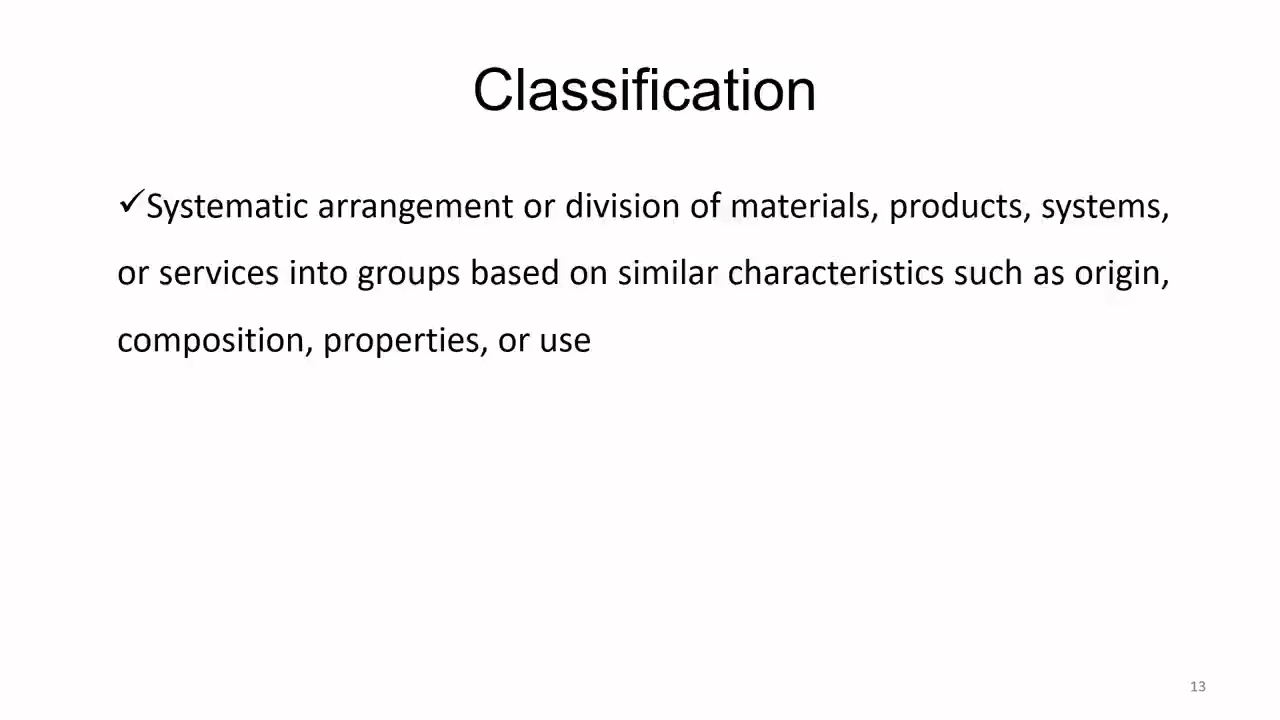 Classification
✓Systematic arrangement or division of materials, products, systems,
or services into groups based on similar characteristics such as origin,
composition, properties, or use
13